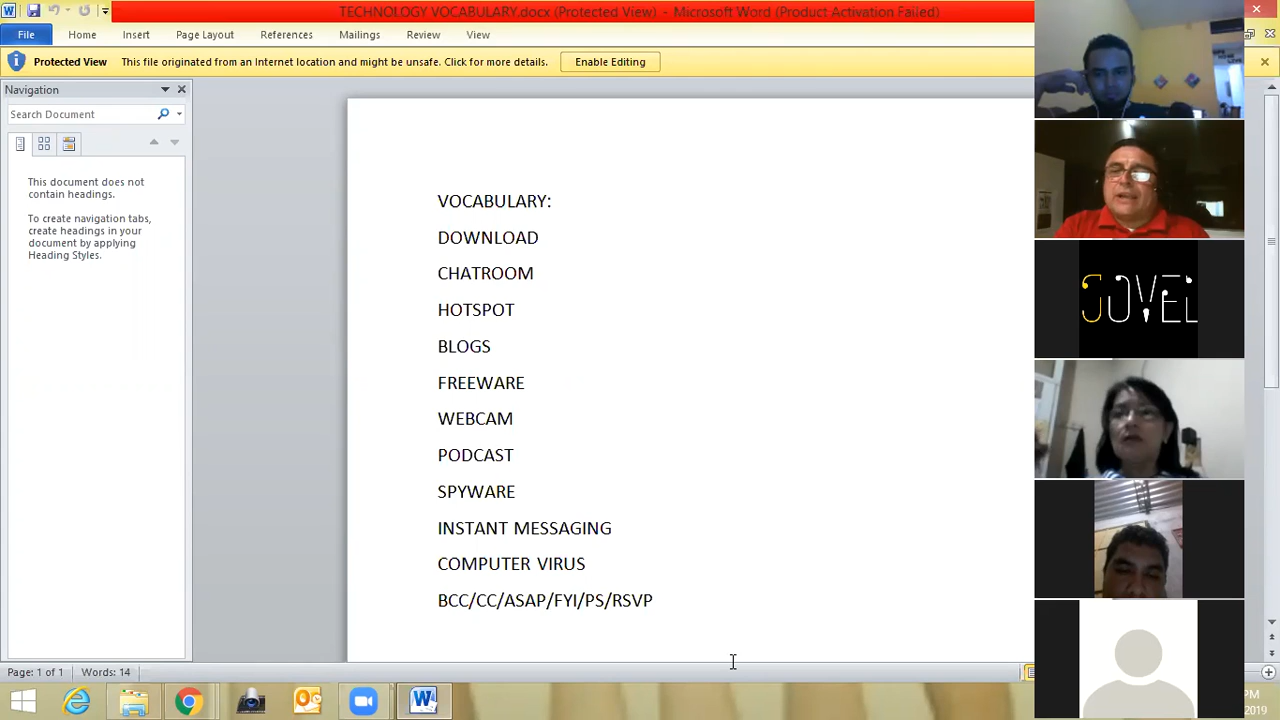 TECHNOLOGY VOCABULARY.docx (Protected View) - Microsoft Word (Product Activation Failed)
File Home Insert Page Layout References Mailings Review View
Protected View This file originated from an Internet location and might be unsafe. Click for more details. Enable Editing
Navigation
Search Document
This document does not
contain headings.
To create navigation tabs,
create headings in your
document by applying
Heading Styles.
VOCABULARY:
DOWNLOAD
CHATROOM
HOTSPOT
BLOGS
FREEWARE
WEBCAM
PODCAST
SPYWARE
INSTANT MESSAGING
COMPUTER VIRUS
BCC/CC/ASAP/FYI/PS/RSVP
JOVEL
Page: 1 of 1 Words: 14
PM
2019